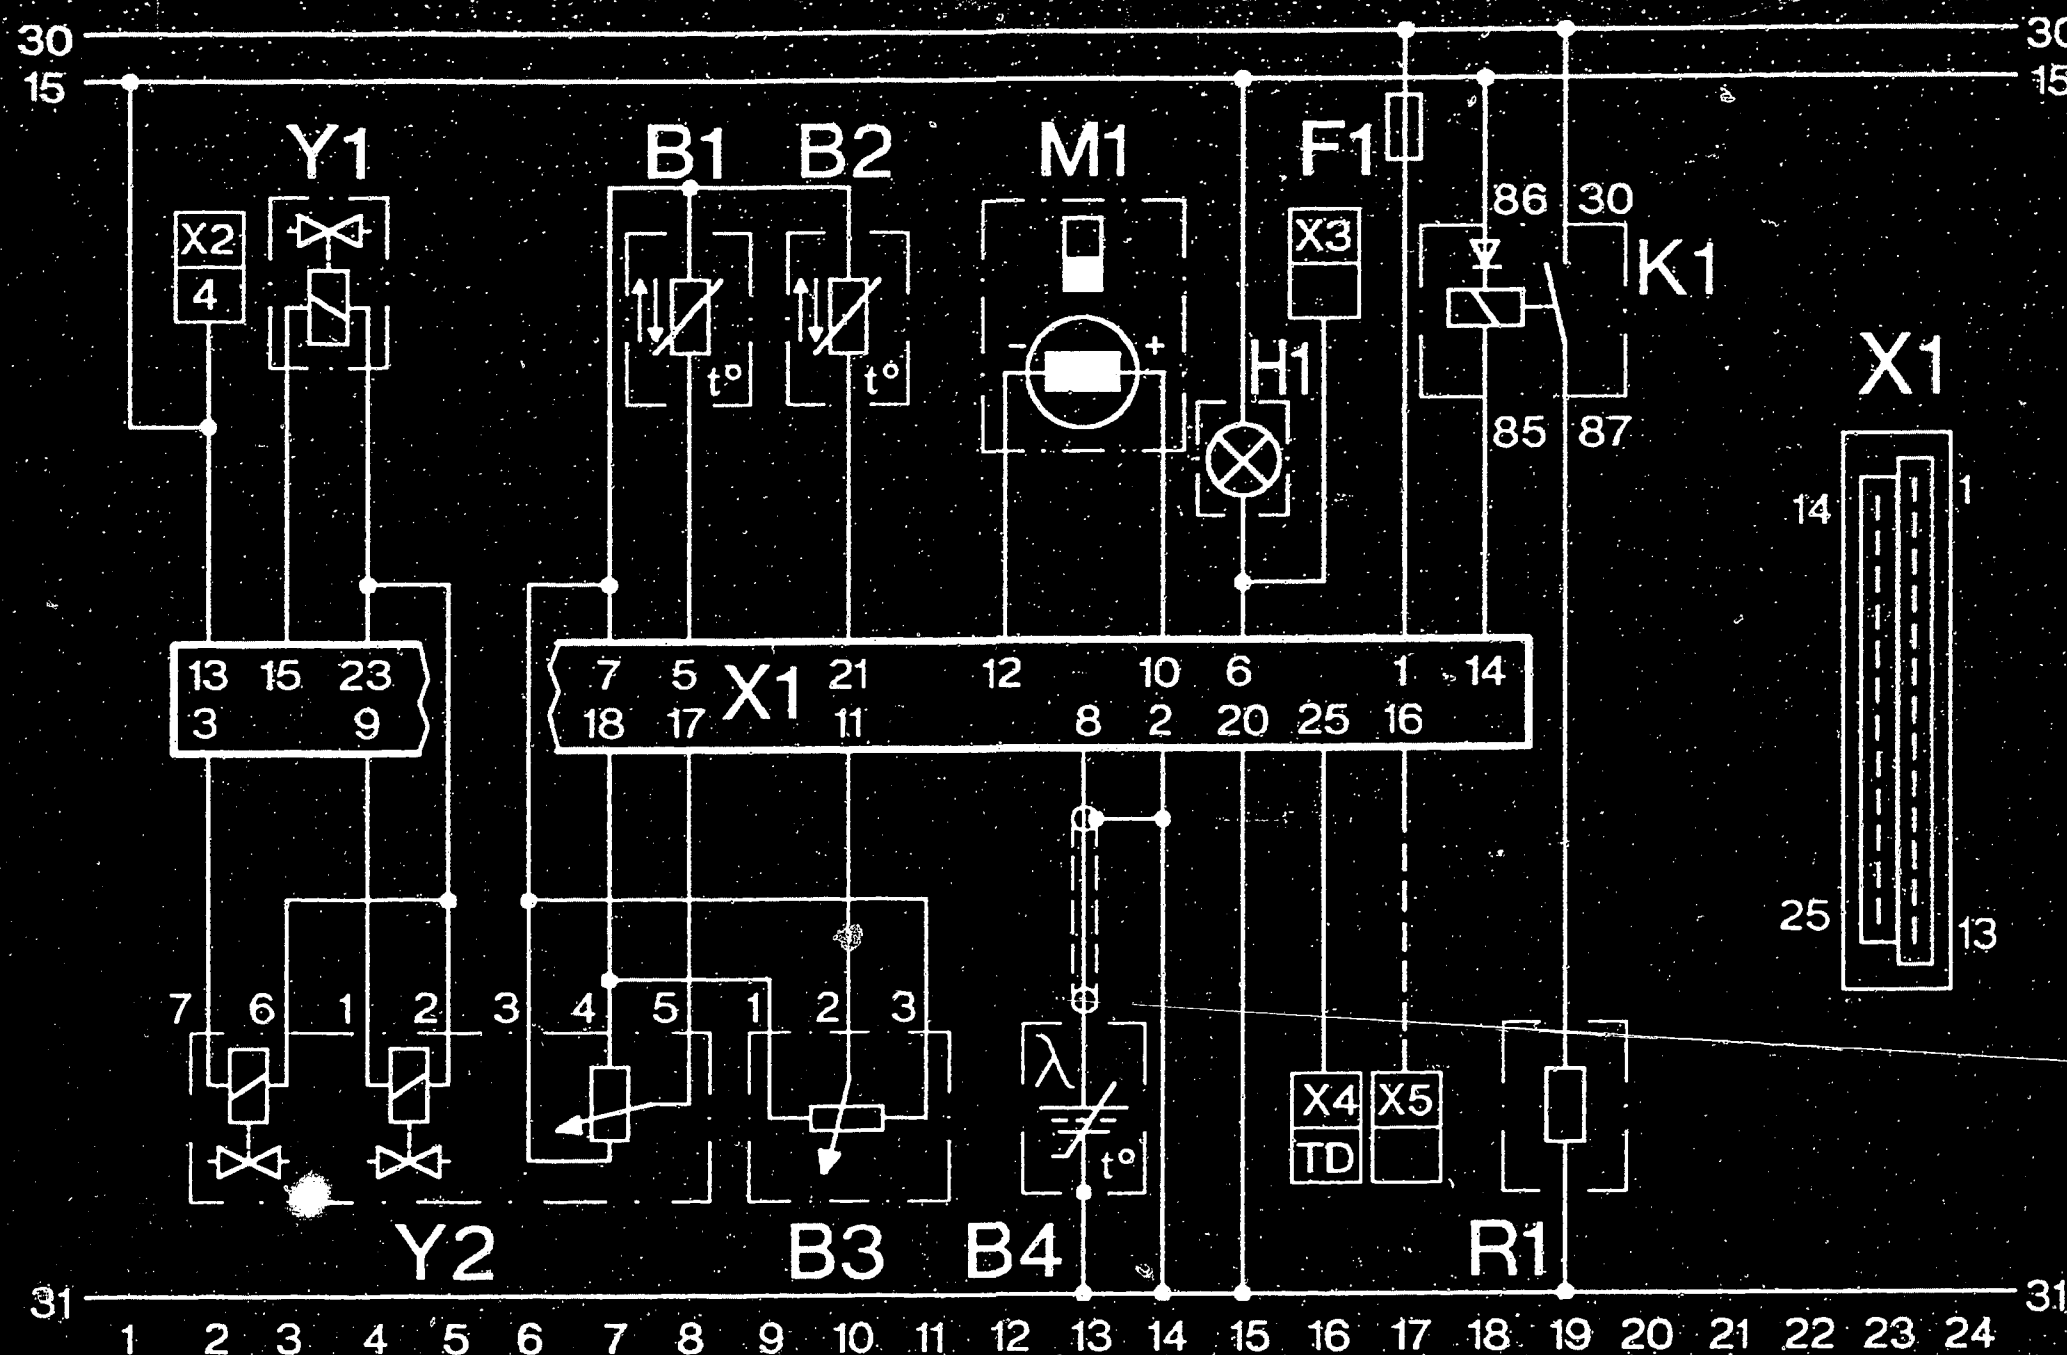 30 30
15 15
Y1 B1 B2 M1 F1
86 30
X2 X3 K1
4
- + H1 X1
t° t°
85 87
14 1
13 15 23 7 5 X1 21 12 10 6 1 14
3 9 18 17 11 8 2 20 25 16
25 13
7 6 1 2 3 4 5 1 2 3
λ X4 X5
t° TD
Y2 B3 B4 R1
31 31
1 2 3 4 5 6 7 8 9 10 11 12 13 14 15 16 17 18 19 20 21 22 23 24